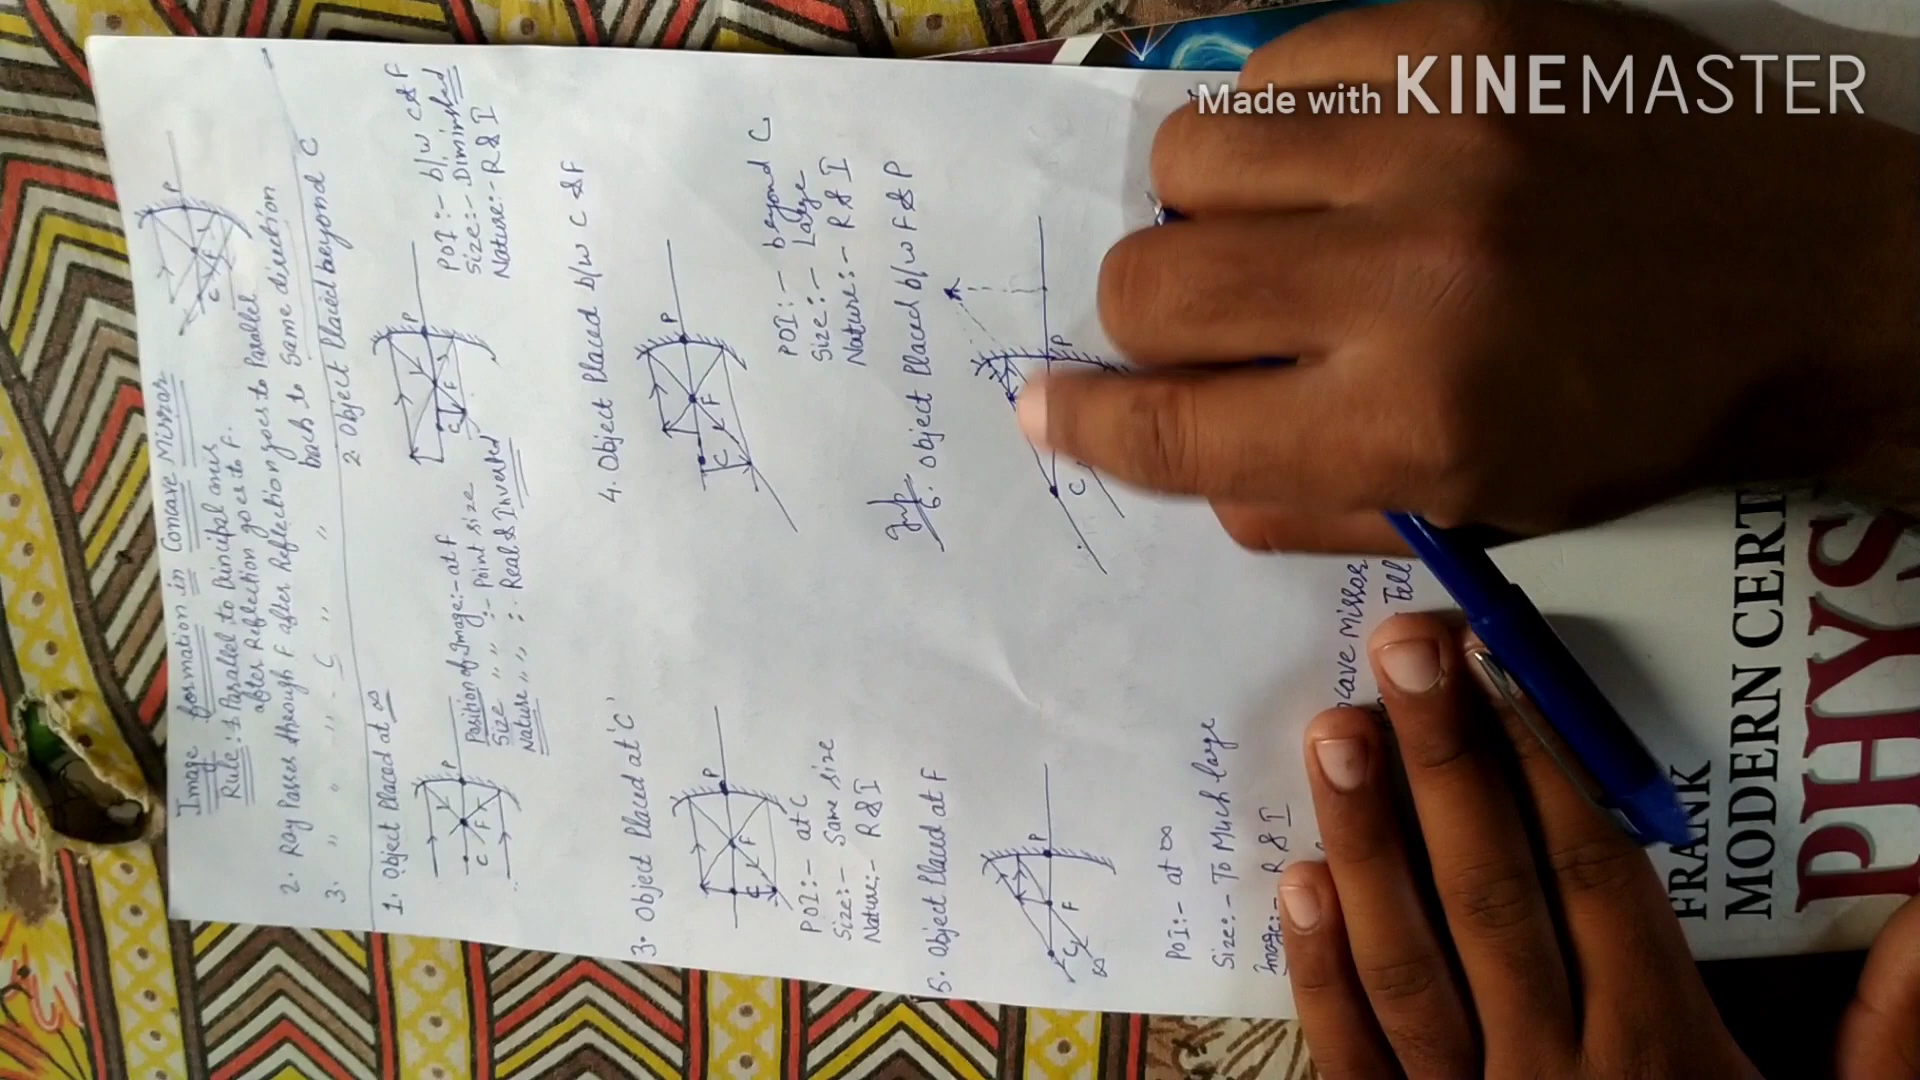 Made with KINEMASTER
Image formation in Concave Mirror
Rule:1 Parallel to Principal axis
after Reflection goes to F.
2. Ray Passes through F after Reflection goes to Parallel
3. " " " C " " back to Same direction
C F P
1. Object Placed at ∞
C F P
Position of Image:- at F
Size " " :- Point size
Nature " " : Real & Inverted
2 Object Placed beyond C
C F P
POI:- b/w C & F
Size:- Diminished
Nature:- R & I
3. Object Placed at 'C'
C F P
POI:- at C
Size:- Same size
Nature:- R & I
4. Object Placed b/w C & F
C F P
POI:- beyond C
Size:- Large
Nature:- R & I
5. Object Placed at F
C F P
∞
POI:- at ∞
Size:- To Much large
Image:- R & I
6. Object Placed b/w F & P
C P
cave Mirror
Tell
FRANK
MODERN CERT
PHYS